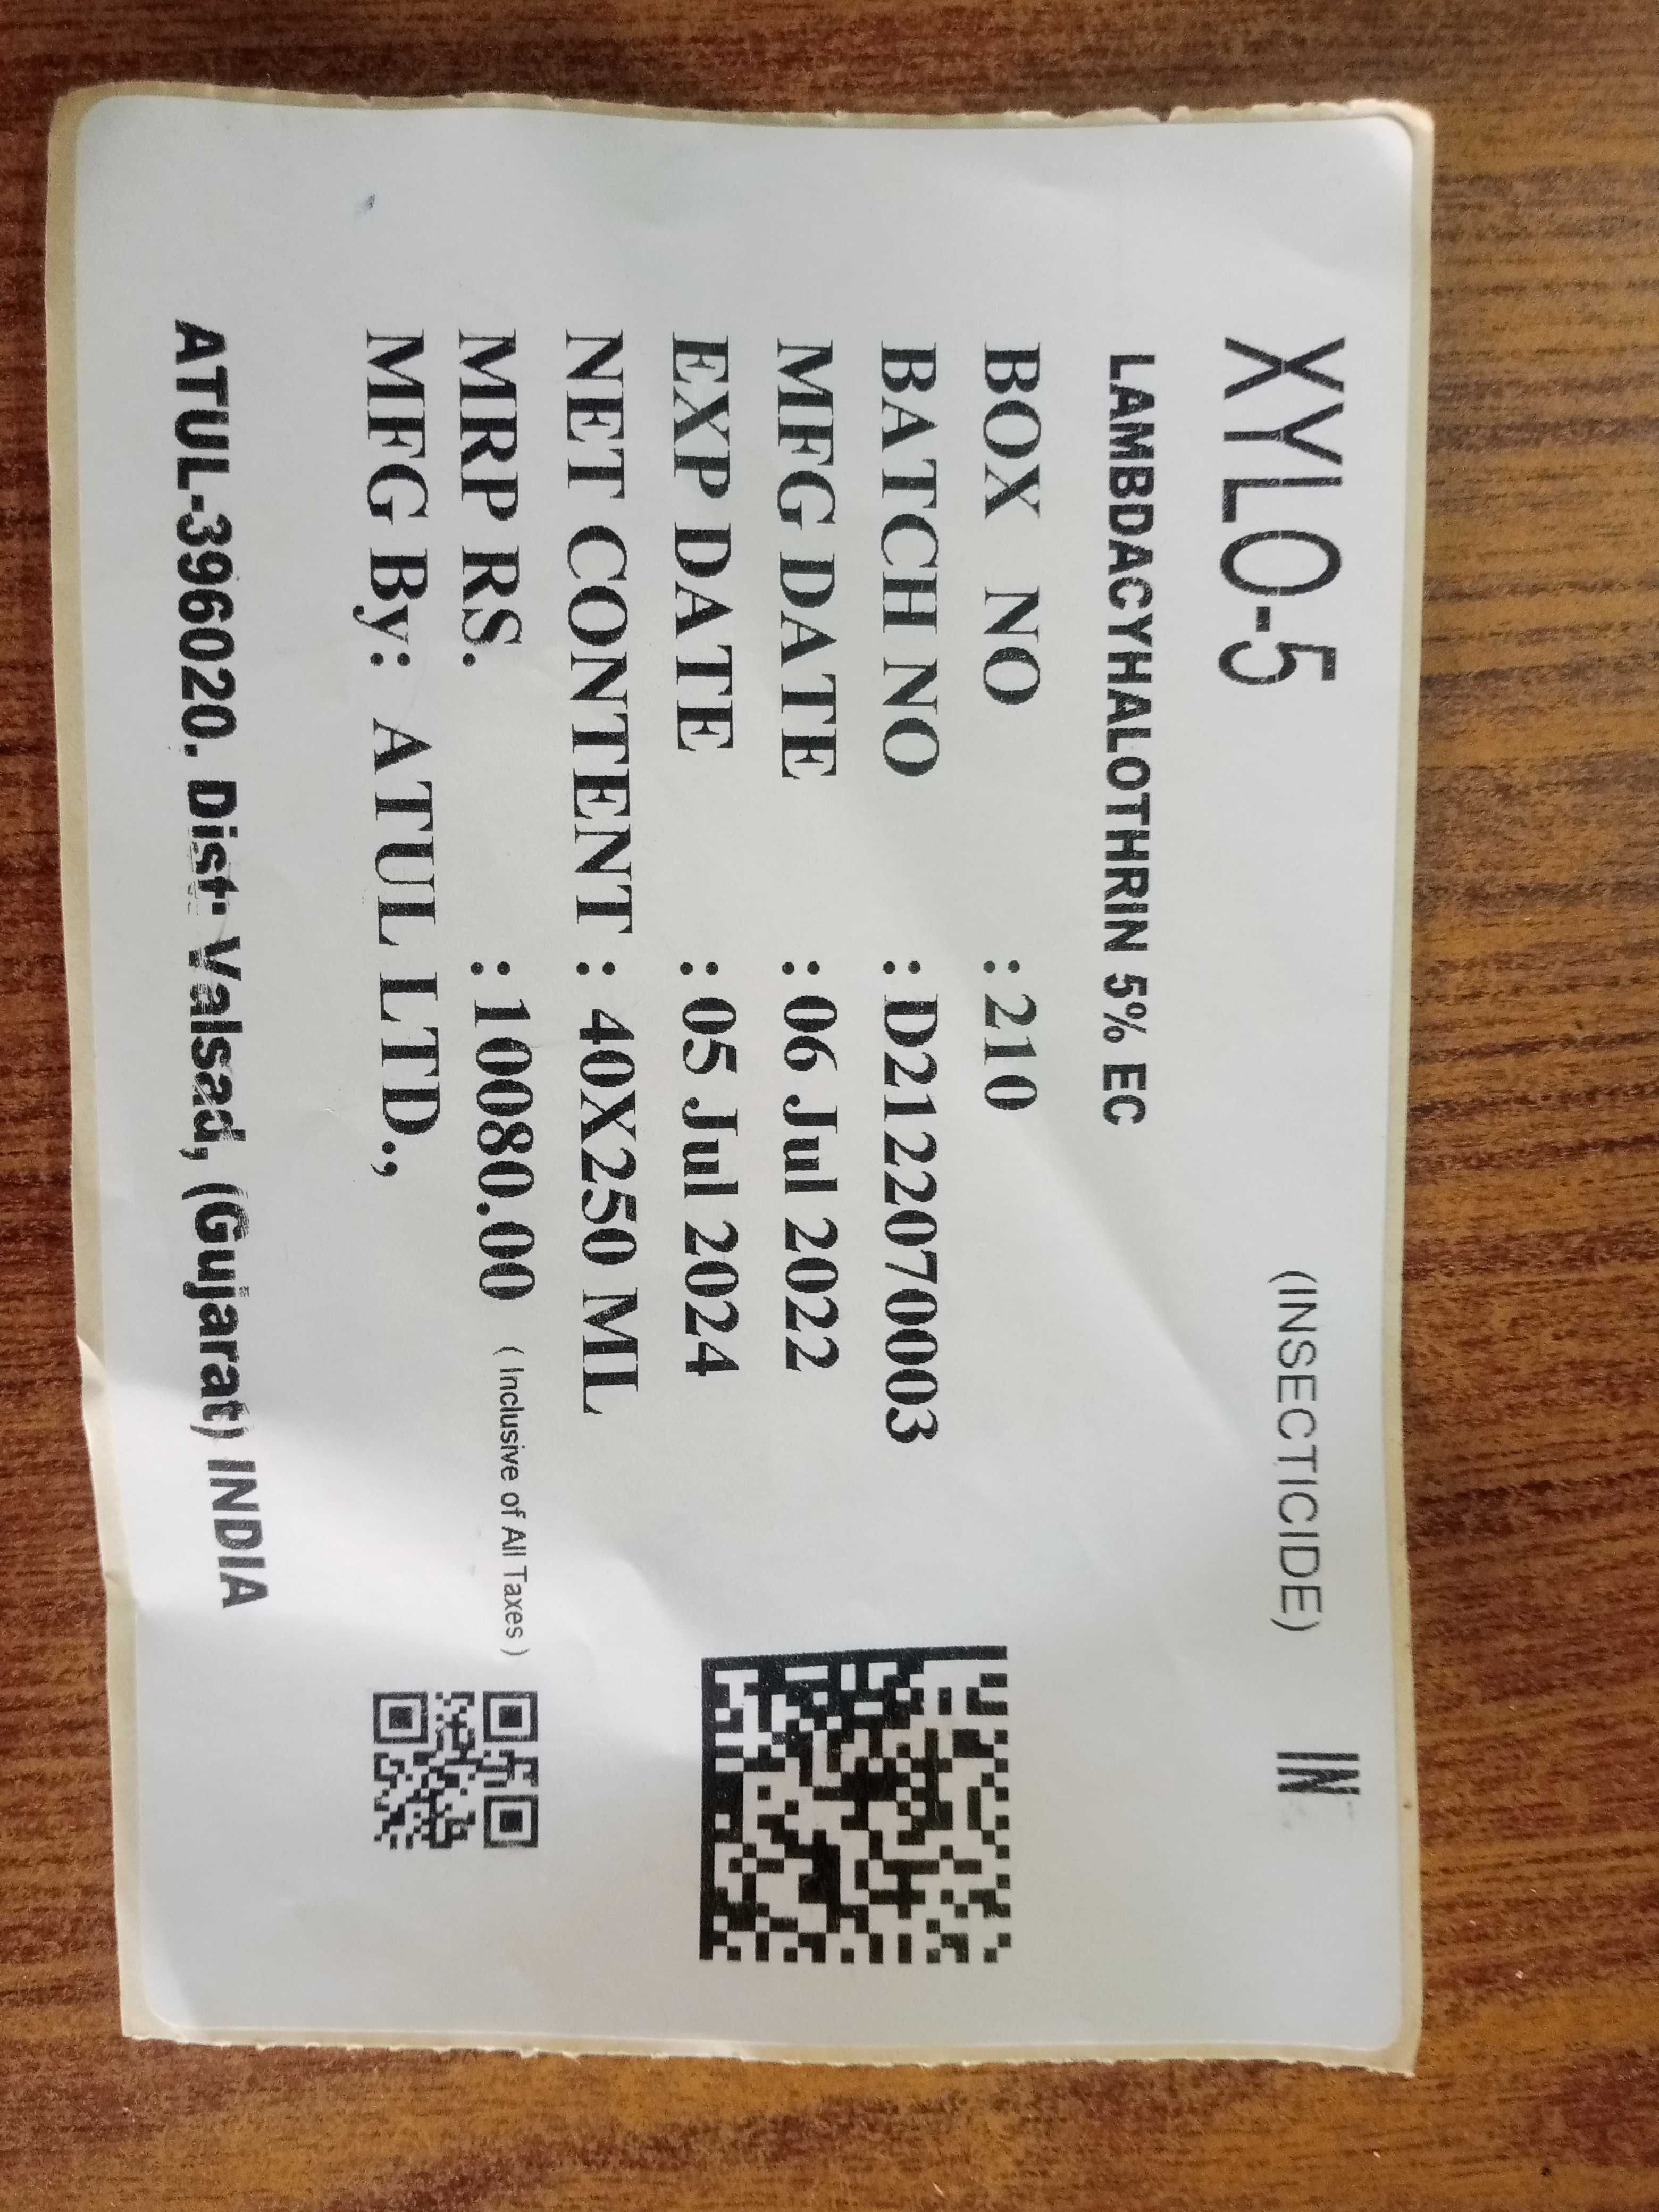 XYLO-5 (INSECTICIDE) IN
LAMBDACYHALOTHRIN 5% EC
BOX NO : 210
BATCH NO : D2122070003
MFG DATE : 06 Jul 2022
EXP DATE : 05 Jul 2024
NET CONTENT : 40X250 ML
MRP RS. : 10080.00 ( Inclusive of All Taxes )
MFG By: ATUL LTD.,
ATUL-396020. Dist: Valsad, (Gujarat) INDIA